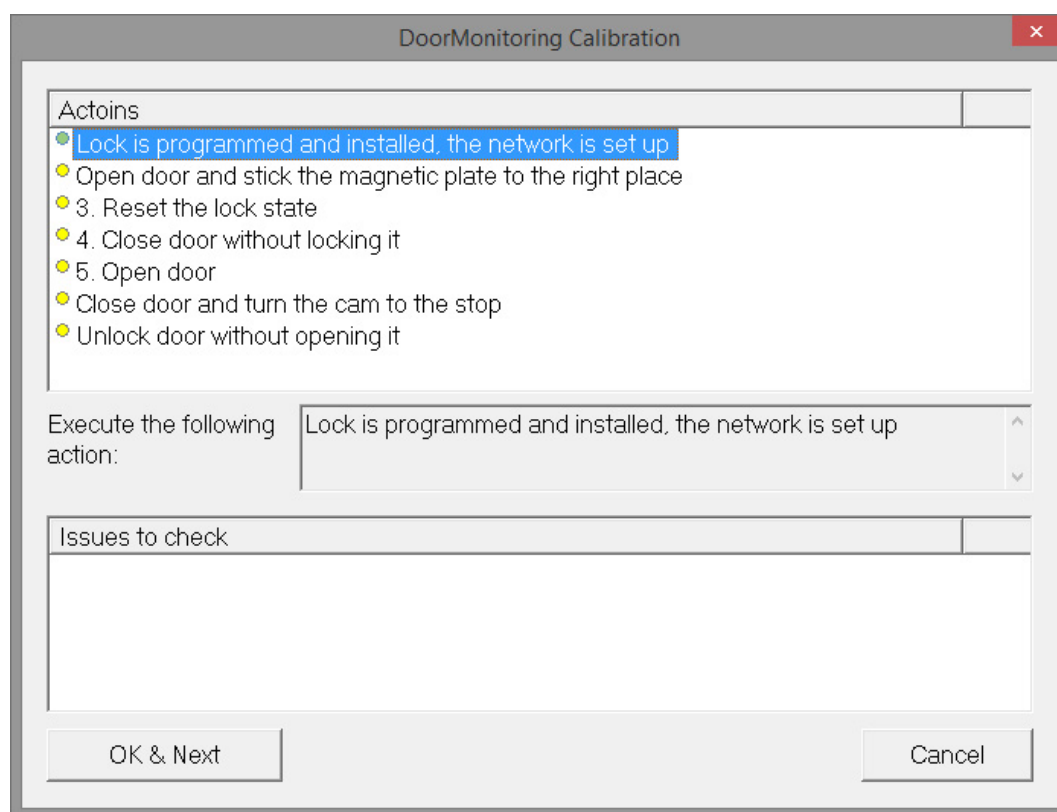 DoorMonitoring Calibration
Actoins
Lock is programmed and installed, the network is set up
Open door and stick the magnetic plate to the right place
3. Reset the lock state
4. Close door without locking it
5. Open door
Close door and turn the cam to the stop
Unlock door without opening it
Execute the following
action:
Lock is programmed and installed, the network is set up
Issues to check
OK & Next
Cancel